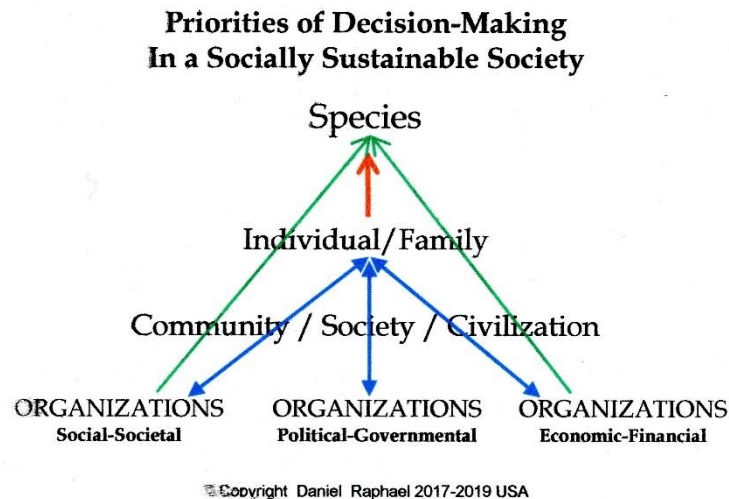 Priorities of Decision-Making
In a Socially Sustainable Society
Species
Individual/Family
Community / Society / Civilization
ORGANIZATIONS ORGANIZATIONS ORGANIZATIONS
Social-Societal Political-Governmental Economic-Financial
© Copyright Daniel Raphael 2017-2019 USA